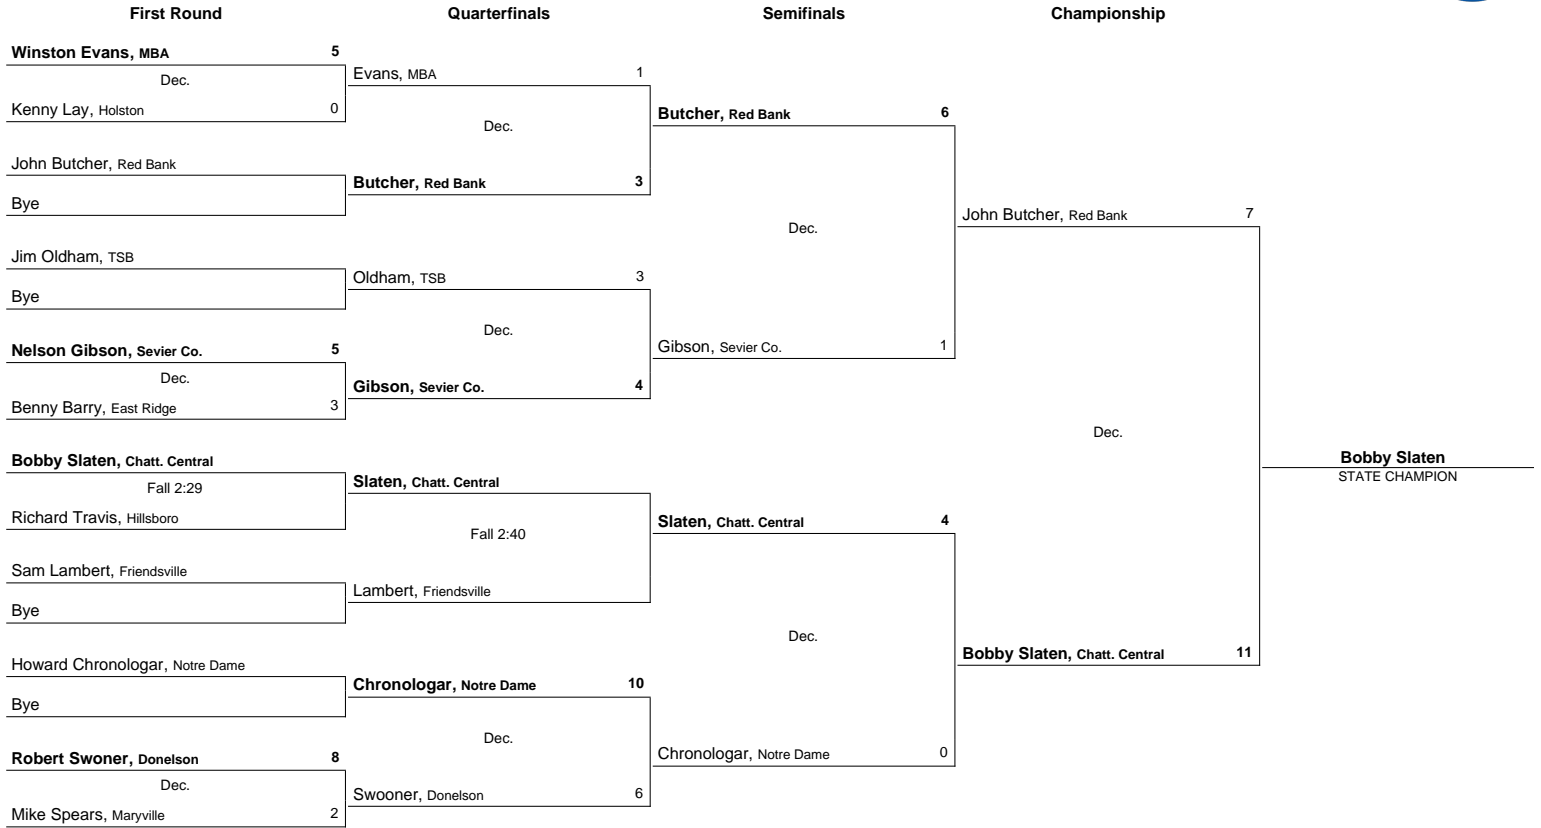 First Round Quarterfinals Semifinals Championship
Winston Evans, MBA 5
Dec.
Kenny Lay, Holston 0
John Butcher, Red Bank
Bye
Jim Oldham, TSB
Bye
Nelson Gibson, Sevier Co. 5
Dec.
Benny Barry, East Ridge 3
Bobby Slaten, Chatt. Central
Fall 2:29
Richard Travis, Hillsboro
Sam Lambert, Friendsville
Bye
Howard Chronologar, Notre Dame
Bye
Robert Swoner, Donelson 8
Dec.
Mike Spears, Maryville 2
Evans, MBA 1
Dec.
Butcher, Red Bank 3
Oldham, TSB 3
Dec.
Gibson, Sevier Co. 4
Slaten, Chatt. Central
Fall 2:40
Lambert, Friendsville
Chronologar, Notre Dame 10
Dec.
Swooner, Donelson 6
Butcher, Red Bank 6
Dec.
Gibson, Sevier Co. 1
Slaten, Chatt. Central 4
Dec.
Chronologar, Notre Dame 0
John Butcher, Red Bank 7
Dec.
Bobby Slaten, Chatt. Central 11
Bobby Slaten
STATE CHAMPION